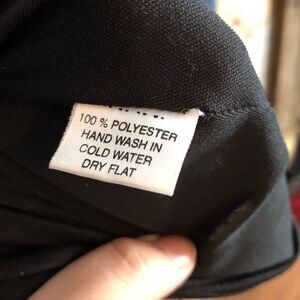 100 % POLYESTER
HAND WASH IN
COLD WATER
DRY FLAT